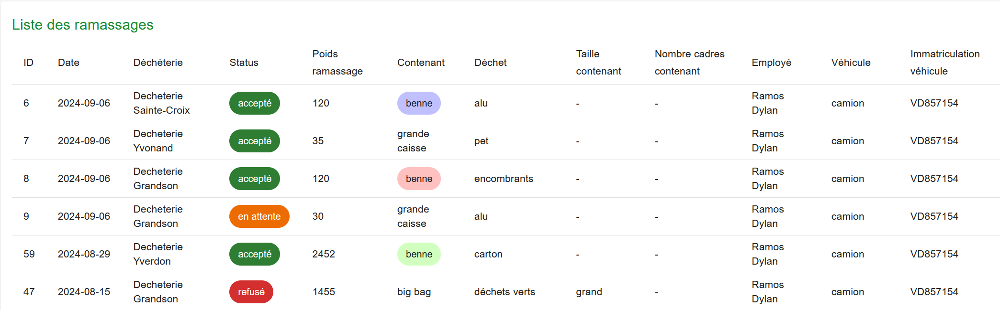 Liste des ramassages
ID Date Déchèterie Status Poids ramassage Contenant Déchet Taille contenant Nombre cadres contenant Employé Véhicule Immatriculation véhicule
6 2024-09-06 Decheterie Sainte-Croix accepté 120 benne alu - - Ramos Dylan camion VD857154
7 2024-09-06 Decheterie Yvonand accepté 35 grande caisse pet - - Ramos Dylan camion VD857154
8 2024-09-06 Decheterie Grandson accepté 120 benne encombrants - - Ramos Dylan camion VD857154
9 2024-09-06 Decheterie Grandson en attente 30 grande caisse alu - - Ramos Dylan camion VD857154
59 2024-08-29 Decheterie Yverdon accepté 2452 benne carton - - Ramos Dylan camion VD857154
47 2024-08-15 Decheterie Grandson refusé 1455 big bag déchets verts grand - Ramos Dylan camion VD857154